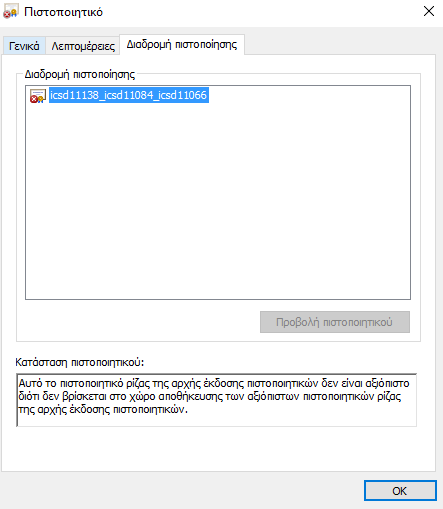 Πιστοποιητικό
Γενικά Λεπτομέρειες Διαδρομή πιστοποίησης
Διαδρομή πιστοποίησης
icsd11138_icsd11084_icsd11066
Προβολή πιστοποιητικού
Κατάσταση πιστοποιητικού:
Αυτό το πιστοποιητικό ρίζας της αρχής έκδοσης πιστοποιητικών δεν είναι αξιόπιστο
διότι δεν βρίσκεται στο χώρο αποθήκευσης των αξιόπιστων πιστοποιητικών ρίζας
της αρχής έκδοσης πιστοποιητικών.
OK